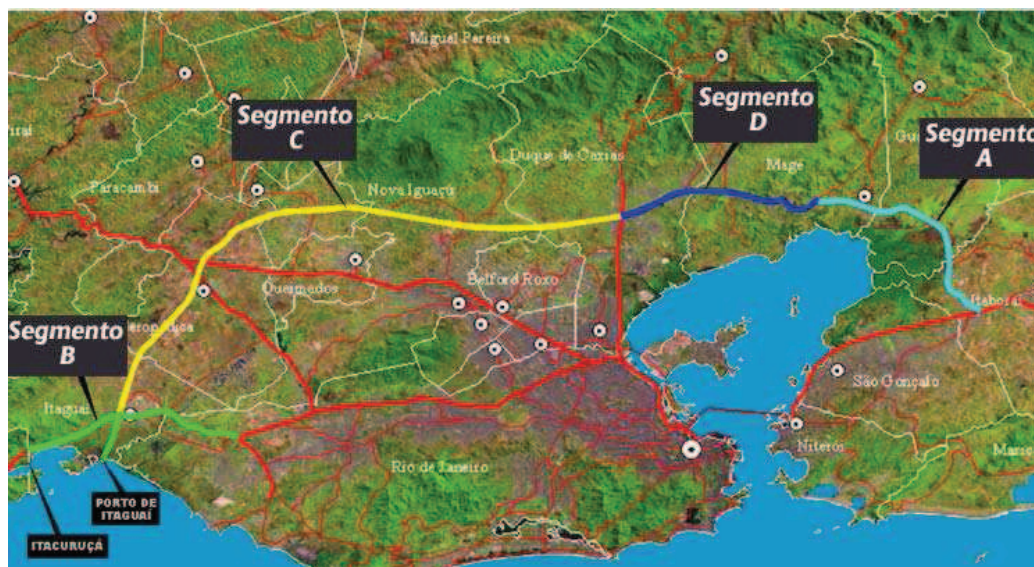 Miguel Pereira
Segmento
D
Segmento
C
Segmento
A
Duque de Caxias
Magé
Paracambi
Nova Iguaçú
Belford Roxo
Queimados
Itaboraí
Segmento
B
São Gonçalo
Itaguaí
Niterói
Rio de Janeiro
PORTO DE
ITAGUAÍ
ITACURUÇÁ